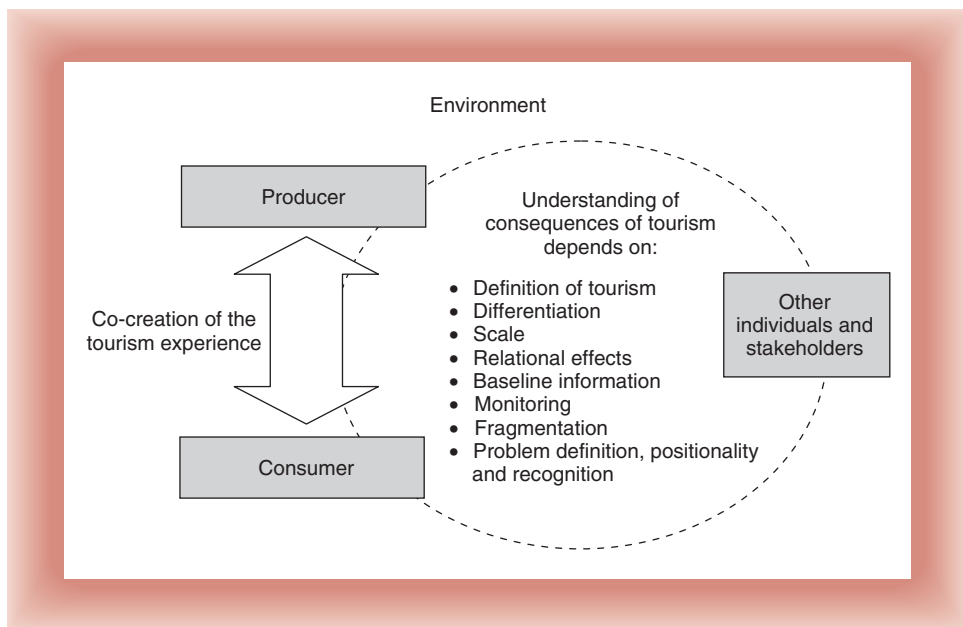 Environment
Producer
Co-creation of the
tourism experience
Consumer
Understanding of
consequences of tourism
depends on:
• Definition of tourism
• Differentiation
• Scale
• Relational effects
• Baseline information
• Monitoring
• Fragmentation
• Problem definition, positionality
and recognition
Other
individuals and
stakeholders